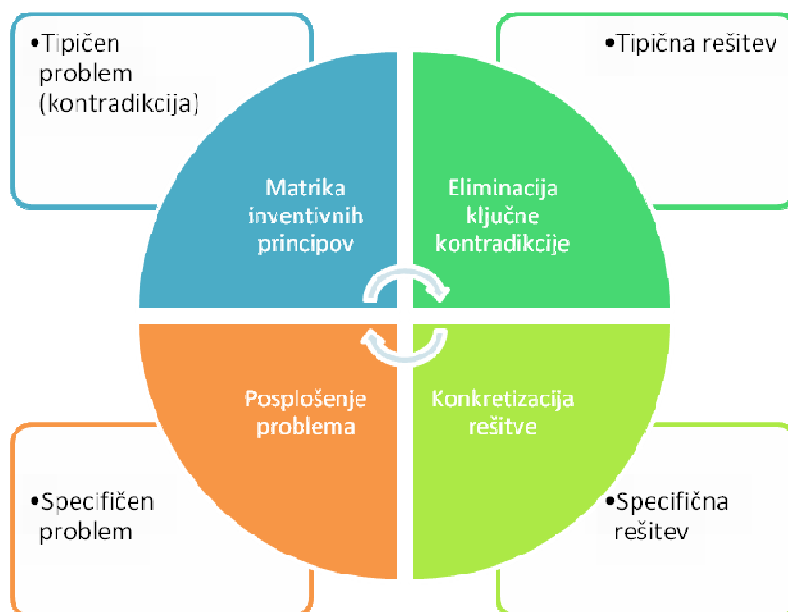 •Tipičen
problem
(kontradikcija)
•Tipična rešitev
Matrika
inventivnih
principov
Eliminacija
ključne
kontradikcije
Posplošenje
problema
Konkretizacija
rešitve
•Specifičen
problem
•Specifična
rešitev